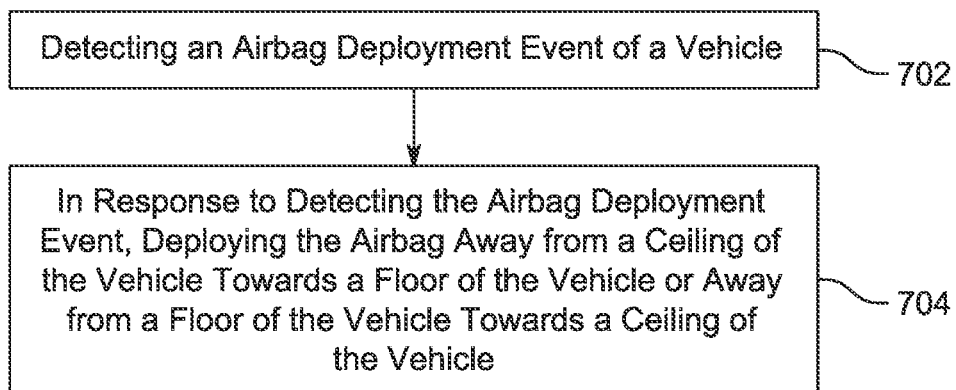 Detecting an Airbag Deployment Event of a Vehicle
702
In Response to Detecting the Airbag Deployment
Event, Deploying the Airbag Away from a Ceiling of
the Vehicle Towards a Floor of the Vehicle or Away
from a Floor of the Vehicle Towards a Ceiling of
the Vehicle
704